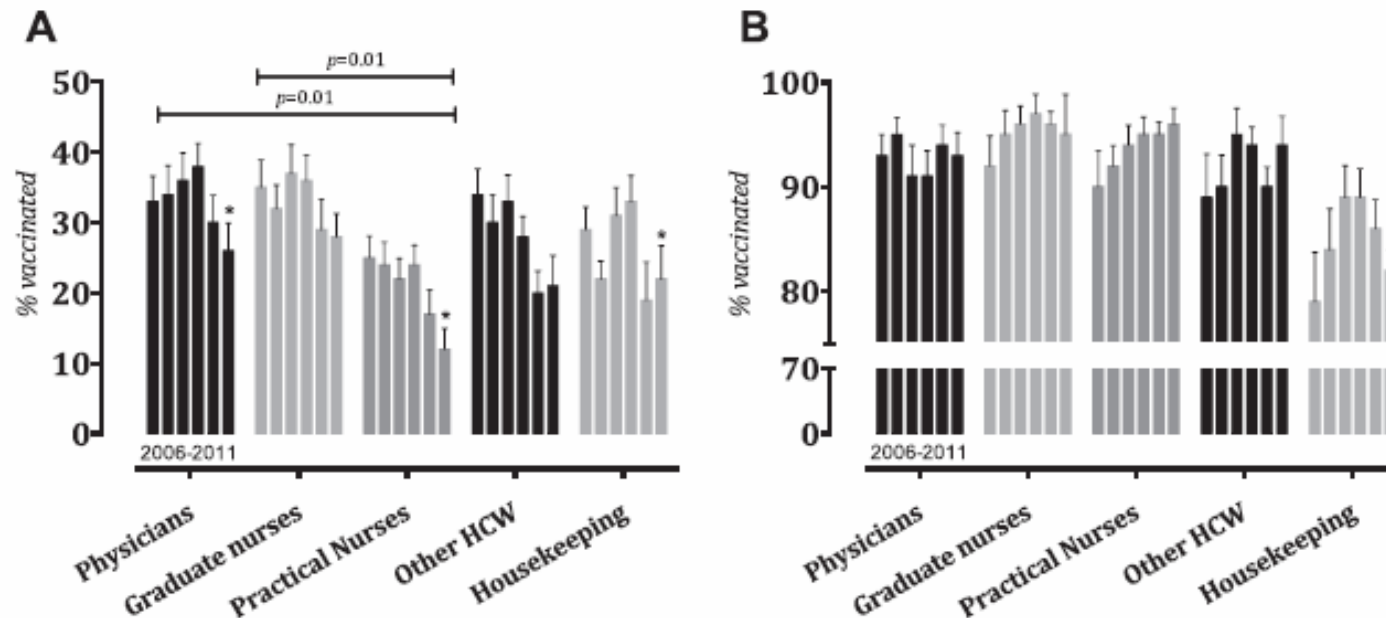 A
p=0.01
p=0.01
50
40
30
20
10
0
% vaccinated
*
*
*
2006-2011
Physicians
Graduate nurses
Practical Nurses
Other HCW
Housekeeping
B
100
90
80
70
0
% vaccinated
2006-2011
Physicians
Graduate nurses
Practical Nurses
Other HCW
Housekeeping